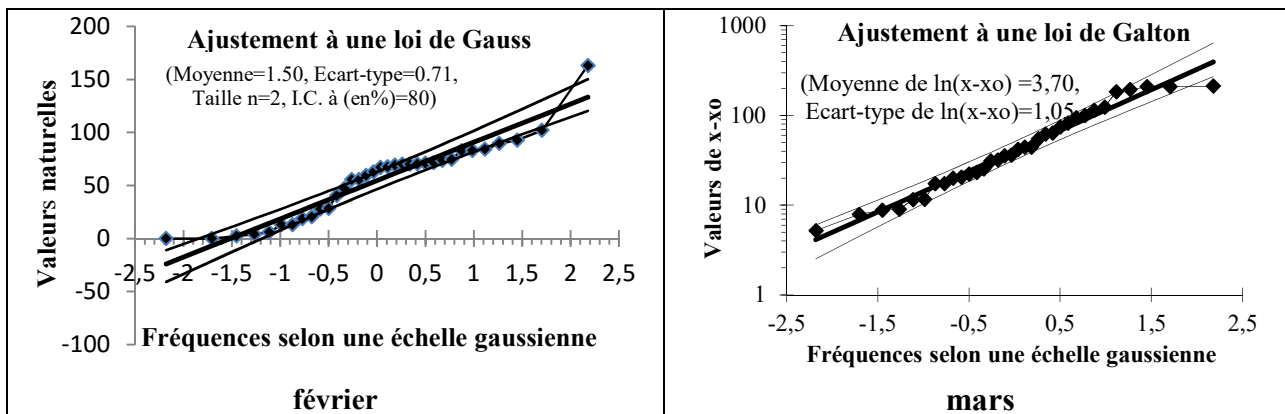 Ajustement à une loi de Gauss
(Moyenne=1.50, Ecart-type=0.71,
Taille n=2, I.C. à (en%)=80)
Valeurs naturelles
200
150
100
50
0
-50
-100
-2,5 -2 -1,5 -1 -0,5 0 0,5 1 1,5 2 2,5
Fréquences selon une échelle gaussienne
février
Ajustement à une loi de Galton
(Moyenne de ln(x-xo) =3,70,
Ecart-type de ln(x-xo)=1,05
Valeurs de x-xo
1000
100
10
1
-2,5 -1,5 -0,5 0,5 1,5 2,5
Fréquences selon une échelle gaussienne
mars